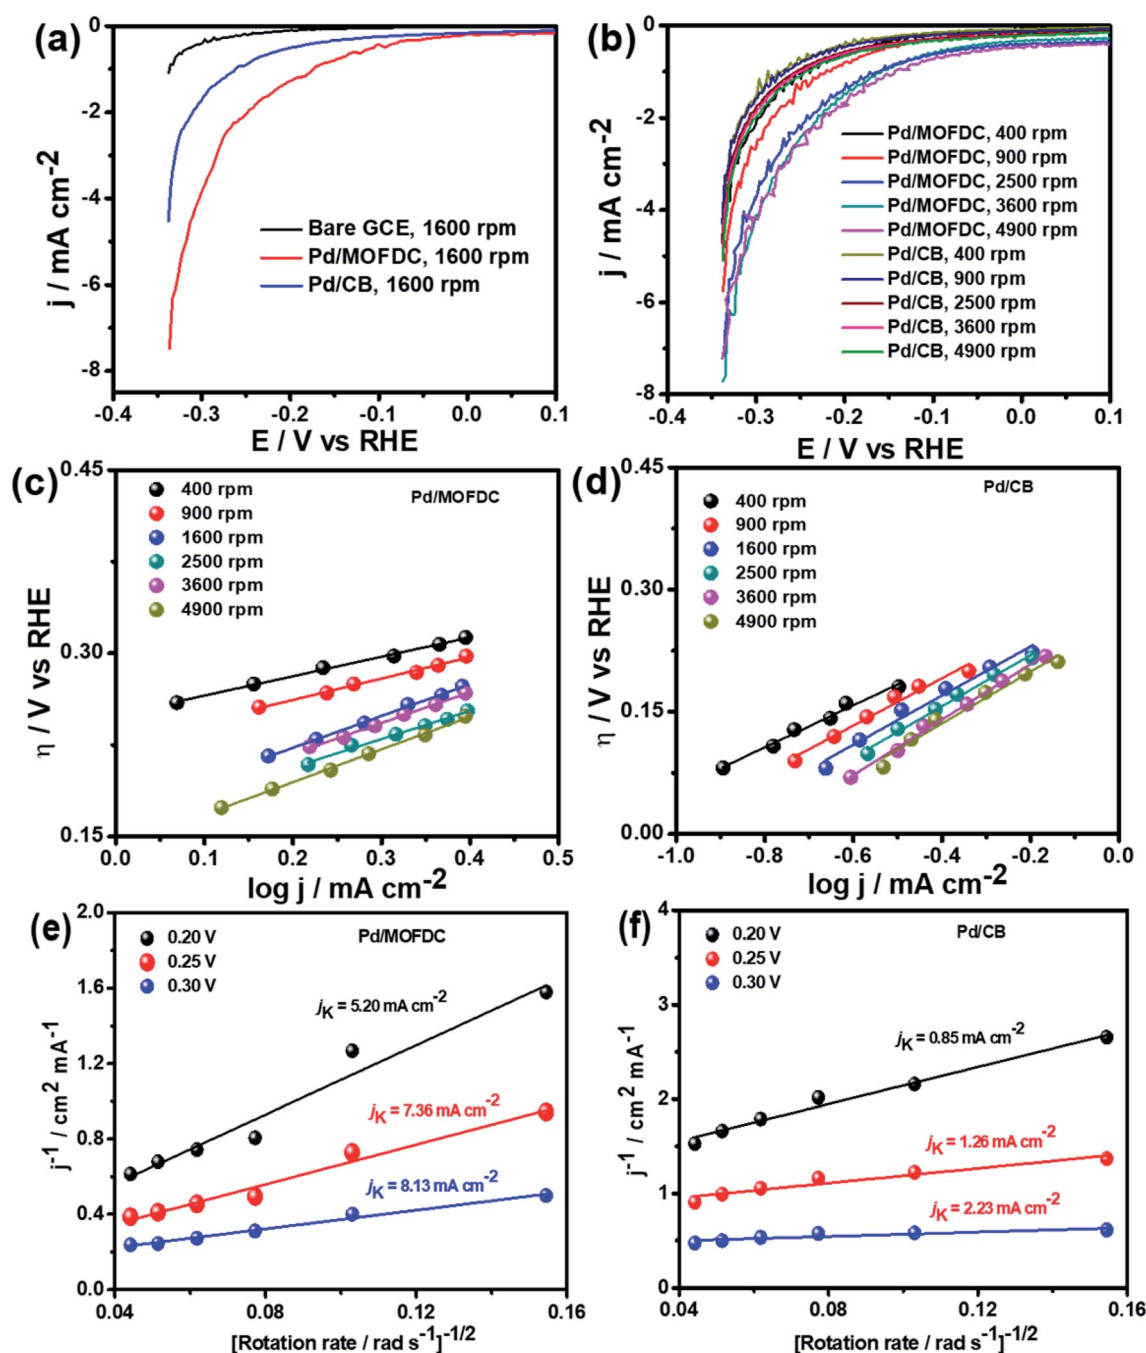 (a)
0
-2
-4
-6
-8
j / mA cm-2
Bare GCE, 1600 rpm
Pd/MOFDC, 1600 rpm
Pd/CB, 1600 rpm
-0.4 -0.3 -0.2 -0.1 0.0 0.1
E / V vs RHE
(b)
0
-2
-4
-6
-8
j / mA cm-2
Pd/MOFDC, 400 rpm
Pd/MOFDC, 900 rpm
Pd/MOFDC, 2500 rpm
Pd/MOFDC, 3600 rpm
Pd/MOFDC, 4900 rpm
Pd/CB, 400 rpm
Pd/CB, 900 rpm
Pd/CB, 2500 rpm
Pd/CB, 3600 rpm
Pd/CB, 4900 rpm
-0.4 -0.3 -0.2 -0.1 0.0 0.1
E / V vs RHE
(c)
0.45
0.30
0.15
η / V vs RHE
Pd/MOFDC
400 rpm
900 rpm
1600 rpm
2500 rpm
3600 rpm
4900 rpm
0.0 0.1 0.2 0.3 0.4 0.5
log j / mA cm-2
(d)
0.45
0.30
0.15
0.00
η / V vs RHE
Pd/CB
400 rpm
900 rpm
1600 rpm
2500 rpm
3600 rpm
4900 rpm
-1.0 -0.8 -0.6 -0.4 -0.2 0.0
log j / mA cm-2
(e)
2.0
1.6
1.2
0.8
0.4
0.0
j-1 / cm2 mA-1
Pd/MOFDC
0.20 V
0.25 V
0.30 V
jK = 5.20 mA cm-2
jK = 7.36 mA cm-2
jK = 8.13 mA cm-2
0.04 0.08 0.12 0.16
[Rotation rate / rad s-1]-1/2
(f)
4
3
2
1
0
j-1 / cm2 mA-1
Pd/CB
0.20 V
0.25 V
0.30 V
jK = 0.85 mA cm-2
jK = 1.26 mA cm-2
jK = 2.23 mA cm-2
0.04 0.08 0.12 0.16
[Rotation rate / rad s-1]-1/2